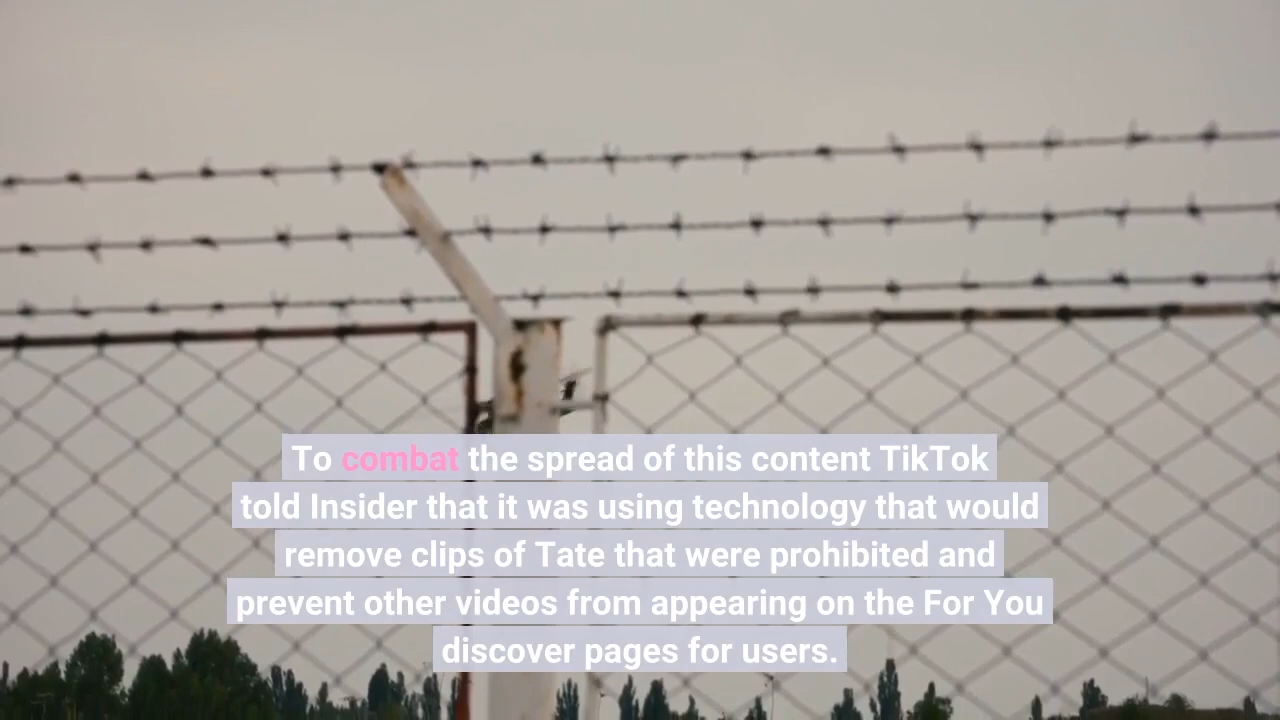 To combat the spread of this content TikTok
told Insider that it was using technology that would
remove clips of Tate that were prohibited and
prevent other videos from appearing on the For You
discover pages for users.